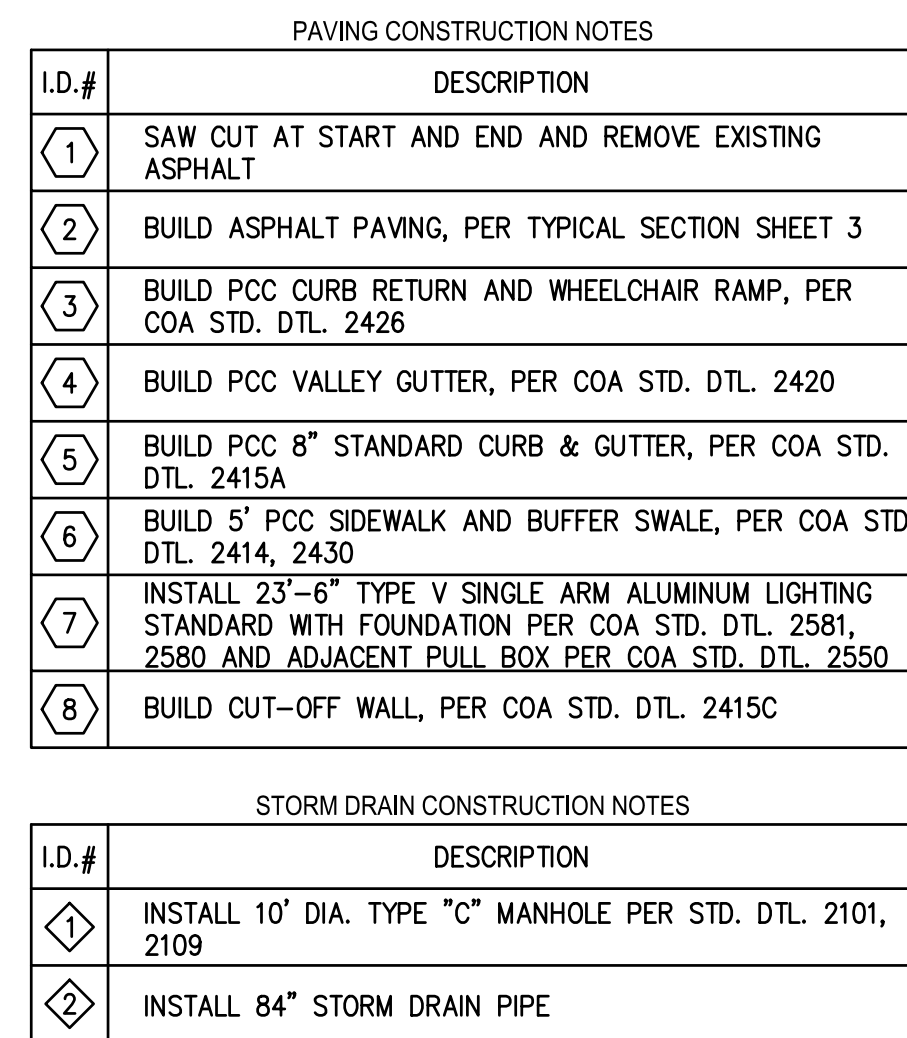 PAVING CONSTRUCTION NOTES
I.D.# DESCRIPTION
1 SAW CUT AT START AND END AND REMOVE EXISTING
ASPHALT
2 BUILD ASPHALT PAVING, PER TYPICAL SECTION SHEET 3
3 BUILD PCC CURB RETURN AND WHEELCHAIR RAMP, PER
COA STD. DTL. 2426
4 BUILD PCC VALLEY GUTTER, PER COA STD. DTL. 2420
5 BUILD PCC 8" STANDARD CURB & GUTTER, PER COA STD.
DTL. 2415A
6 BUILD 5' PCC SIDEWALK AND BUFFER SWALE, PER COA STD
DTL. 2414, 2430
7 INSTALL 23'-6" TYPE V SINGLE ARM ALUMINUM LIGHTING
STANDARD WITH FOUNDATION PER COA STD. DTL. 2581,
2580 AND ADJACENT PULL BOX PER COA STD. DTL. 2550
8 BUILD CUT-OFF WALL, PER COA STD. DTL. 2415C
STORM DRAIN CONSTRUCTION NOTES
I.D.# DESCRIPTION
1 INSTALL 10' DIA. TYPE "C" MANHOLE PER STD. DTL. 2101,
2109
2 INSTALL 84" STORM DRAIN PIPE